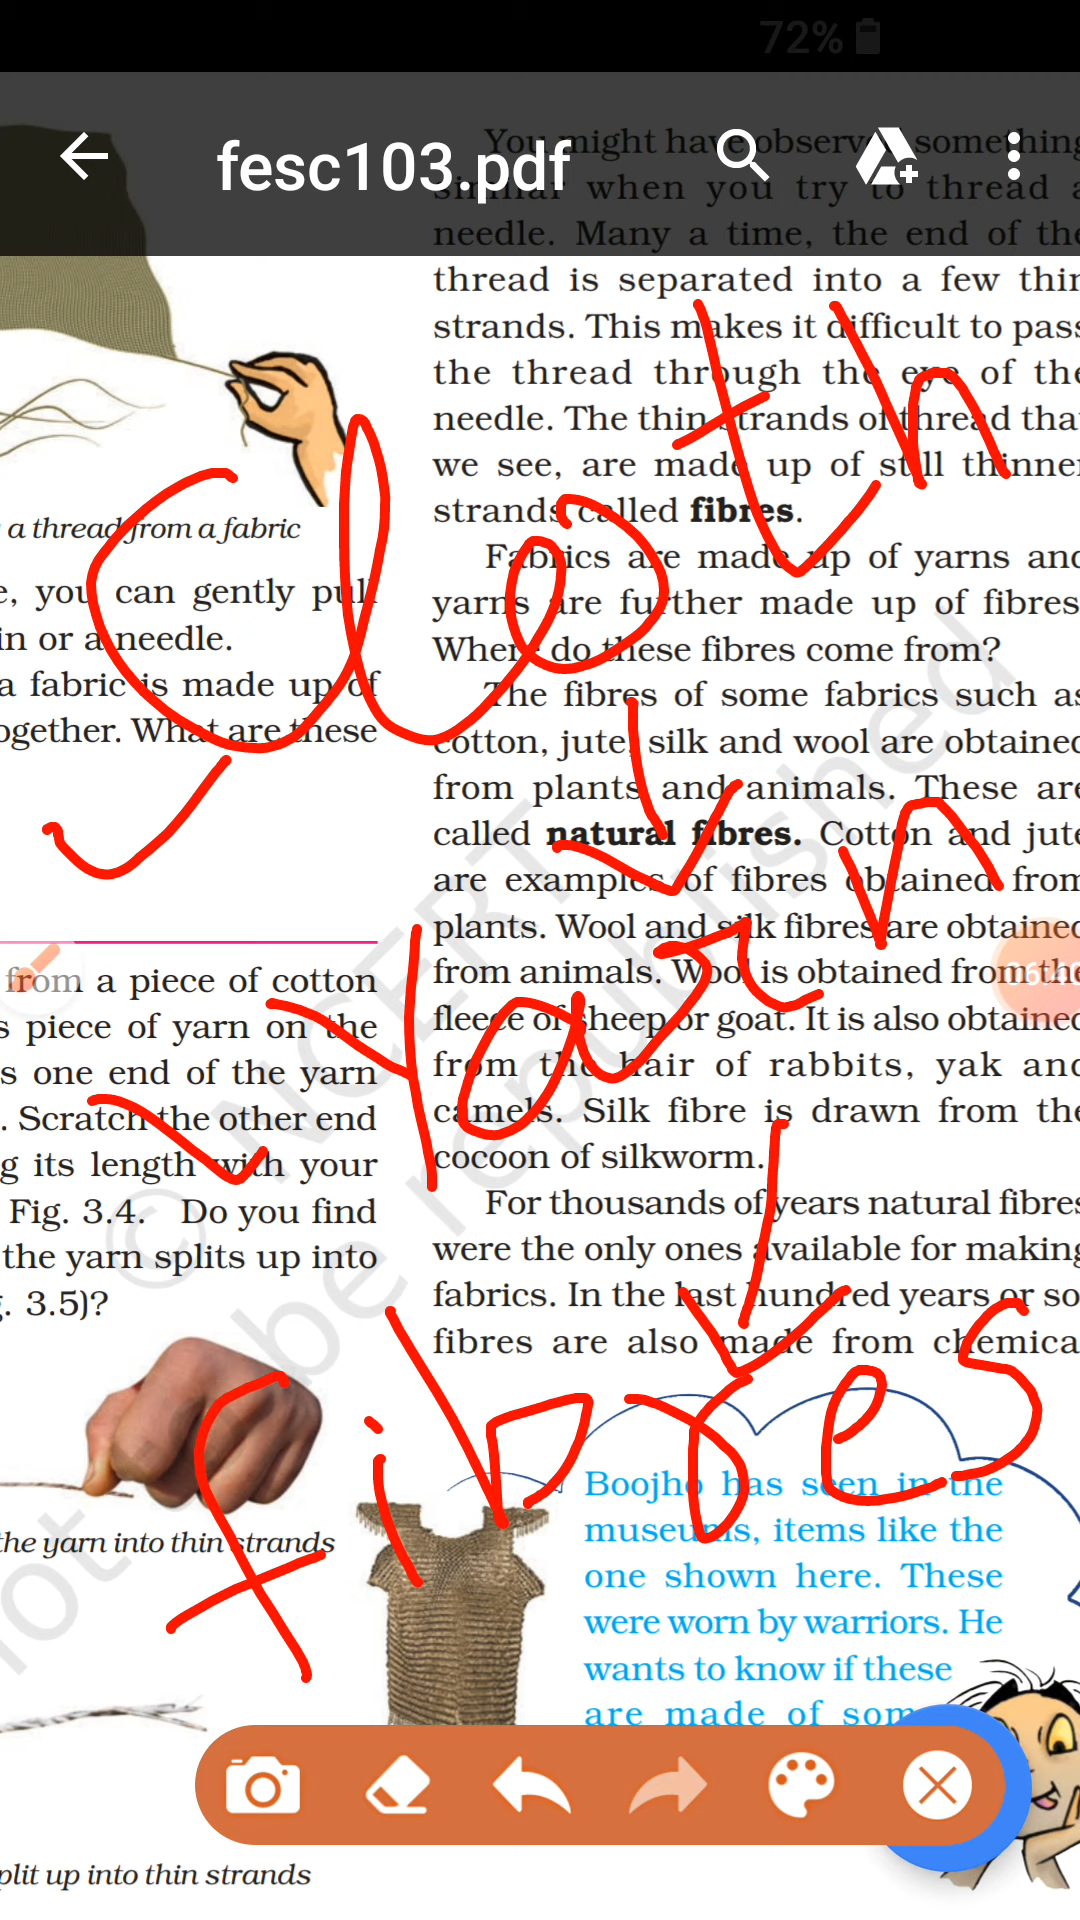 72%
fesc103.pdf
You might have observed something
similar when you try to thread a
needle. Many a time, the end of the
thread is separated into a few thin
strands. This makes it difficult to pass
the thread through the eye of the
needle. The thin strands of thread that
we see, are made up of still thinner
strands called fibres.
Fabrics are made up of yarns and
yarns are further made up of fibres.
Where do these fibres come from?
The fibres of some fabrics such as
cotton, jute, silk and wool are obtained
from plants and animals. These are
called natural fibres. Cotton and jute
are examples of fibres obtained from
plants. Wool and silk fibres are obtained
from animals. Wool is obtained from the
fleece of sheep or goat. It is also obtained
from the hair of rabbits, yak and
camels. Silk fibre is drawn from the
cocoon of silkworm.
For thousands of years natural fibres
were the only ones available for making
fabrics. In the last hundred years or so,
fibres are also made from chemical
a thread from a fabric
e, you can gently pull
in or a needle.
a fabric is made up of
ogether. What are these
from a piece of cotton
s piece of yarn on the
s one end of the yarn
. Scratch the other end
g its length with your
Fig. 3.4. Do you find
the yarn splits up into
g. 3.5)?
the yarn into thin strands
split up into thin strands
Boojho has seen in the
museums, items like the
one shown here. These
were worn by warriors. He
wants to know if these
are made of som
© NCERT
not be republished
cloth
Yarn
fibres